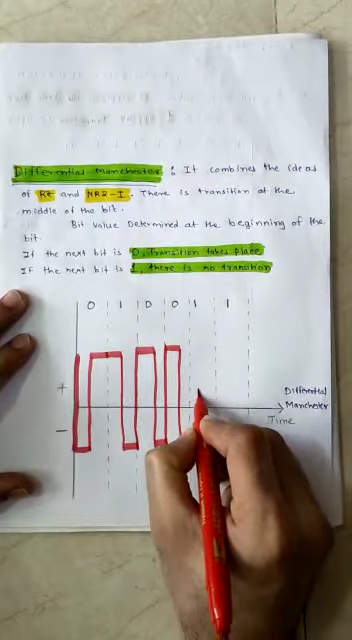 Differential Manchester : It combines the ideas
of RZ and NRZ-I. There is transition at the
middle of the bit.
Bit value Determined at the beginning of the
bit.
If the next bit is 0, transition takes place
IF the next bit is 1, there is no transition
0 1 0 0 1 1
+
Differential
Manchester
-
Time